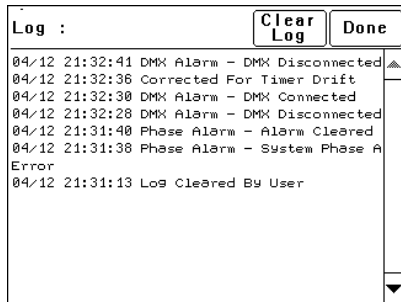 Log :
Clear
Log
Done
04/12 21:32:41 DMX Alarm - DMX Disconnected
04/12 21:32:36 Corrected For Timer Drift
04/12 21:32:30 DMX Alarm - DMX Connected
04/12 21:32:28 DMX Alarm - DMX Disconnected
04/12 21:31:40 Phase Alarm - Alarm Cleared
04/12 21:31:38 Phase Alarm - System Phase A
Error
04/12 21:31:13 Log Cleared By User